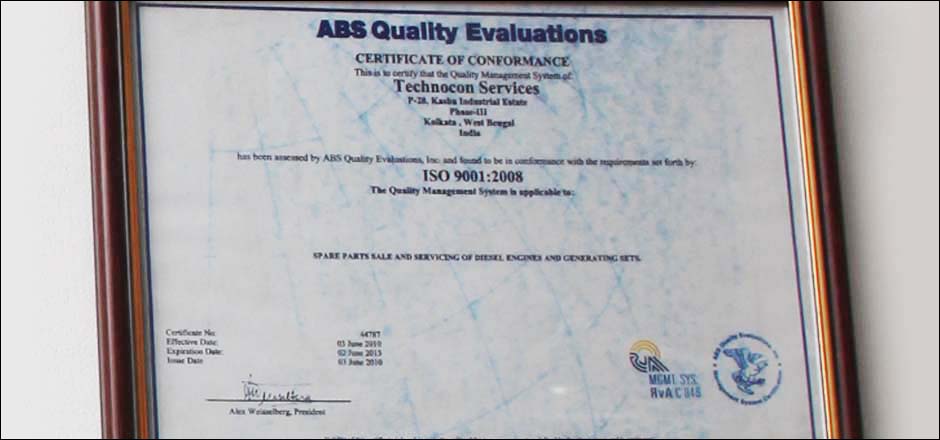 ABS Quality Evaluations
CERTIFICATE OF CONFORMANCE
This is to certify that the Quality Management System of:
Technocon Services
P-28, Kasba Industrial Estate
Phase-III
Kolkata , West Bengal
India
has been assessed by ABS Quality Evaluations, Inc. and found to be in conformance with the requirements set forth by:
ISO 9001:2008
The Quality Management System is applicable to:
SPARE PARTS SALE AND SERVICING OF DIESEL ENGINES AND GENERATING SETS.
Certificate No: 44787
Effective Date: 03 June 2010
Expiration Date: 02 June 2013
Issue Date 03 June 2010
Alex Weisselberg, President
MGMT. SYS.
RvA C 045
ABS Quality Evaluations